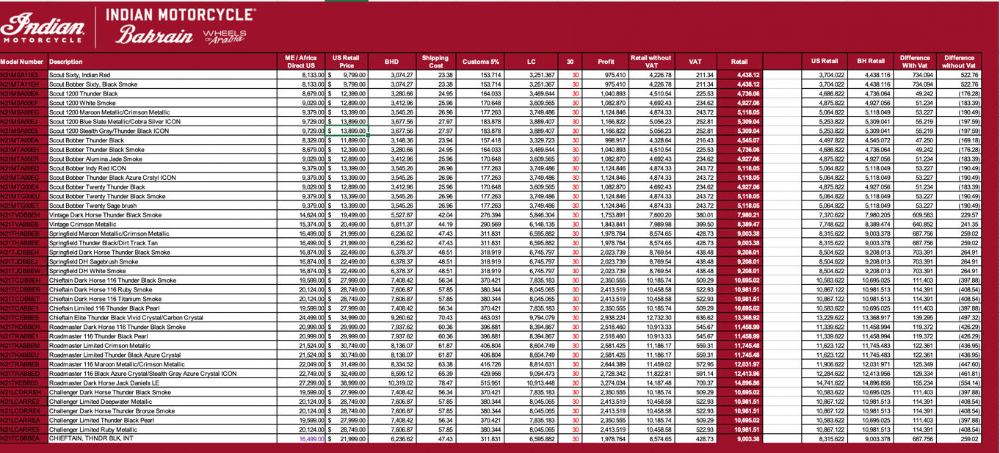 Indian
MOTORCYCLE
INDIAN MOTORCYCLE®
Bahrain WHEELS OF Arabia
Model Number Description ME / Africa Direct US US Retail Price BHD Shipping Cost Customs 5% LC 30 Profit Retail without VAT VAT Retail US Retail BH Retail Difference With Vat Difference without Vat
N21MSA11E3 Scout Sixty, Indian Red 8,133.00 $ 9,799.00 3,074.27 23.38 153.714 3,251.367 30 975.410 4,226.78 211.34 4,438.12 3,704.022 4,438.116 734.094 522.76
N21MTA11EH Scout Bobber Sixty, Black Smoke 8,133.00 $ 9,799.00 3,074.27 23.38 153.714 3,251.367 30 975.410 4,226.78 211.34 4,438.12 3,704.022 4,438.116 734.094 522.76
N21MSA00EA Scout 1200 Thunder Black 8,679.00 $ 12,399.00 3,280.66 24.95 164.033 3,469.644 30 1,040.893 4,510.54 225.53 4,736.06 4,686.822 4,736.064 49.242 (176.28)
N21MSA00EF Scout 1200 White Smoke 9,029.00 $ 12,899.00 3,412.96 25.96 170.648 3,609.565 30 1,082.870 4,692.43 234.62 4,927.06 4,875.822 4,927.056 51.234 (183.39)
N21MSA00EG Scout 1200 Maroon Metallic/Crimson Metallic 9,379.00 $ 13,399.00 3,545.26 26.96 177.263 3,749.486 30 1,124.846 4,874.33 243.72 5,118.05 5,064.822 5,118.049 53.227 (190.49)
N21MSA00EJ Scout 1200 Blue Slate Metallic/Cobra Silver ICON 9,729.00 $ 13,899.00 3,677.56 27.97 183.878 3,889.407 30 1,166.822 5,056.23 252.81 5,309.04 5,253.822 5,309.041 55.219 (197.59)
N21MSA00E5 Scout 1200 Stealth Gray/Thunder Black ICON 9,729.00 $ 13,899.00 3,677.56 27.97 183.878 3,889.407 30 1,166.822 5,056.23 252.81 5,309.04 5,253.822 5,309.041 55.219 (197.59)
N21MTA00EA Scout Bobber Thunder Black 8,329.00 $ 11,899.00 3,148.36 23.94 157.418 3,329.723 30 998.917 4,328.64 216.43 4,545.07 4,497.822 4,545.072 47.250 (169.18)
N21MTA00EH Scout Bobber Thunder Black Smoke 8,679.00 $ 12,399.00 3,280.66 24.95 164.033 3,469.644 30 1,040.893 4,510.54 225.53 4,736.06 4,686.822 4,736.064 49.242 (176.28)
N21MTA00ER Scout Bobber Alumina Jade Smoke 9,029.00 $ 12,899.00 3,412.96 25.96 170.648 3,609.565 30 1,082.870 4,692.43 234.62 4,927.06 4,875.822 4,927.056 51.234 (183.39)
N21MTA00ED Scout Bobber Indy Red ICON 9,379.00 $ 13,399.00 3,545.26 26.96 177.263 3,749.486 30 1,124.846 4,874.33 243.72 5,118.05 5,064.822 5,118.049 53.227 (190.49)
N21MTA00EC Scout Bobber Thunder Black Azure Crstyl ICON 9,379.00 $ 13,399.00 3,545.26 26.96 177.263 3,749.486 30 1,124.846 4,874.33 243.72 5,118.05 5,064.822 5,118.049 53.227 (190.49)
N21MTG00E4 Scout Bobber Twenty Thunder Black 9,029.00 $ 12,899.00 3,412.96 25.96 170.648 3,609.565 30 1,082.870 4,692.43 234.62 4,927.06 4,875.822 4,927.056 51.234 (183.39)
N21MTG00EU Scout Bobber Twenty Thunder Black Smoke 9,379.00 $ 13,399.00 3,545.26 26.96 177.263 3,749.486 30 1,124.846 4,874.33 243.72 5,118.05 5,064.822 5,118.049 53.227 (190.49)
N21MTG00ET Scout Bobber Twenty Sage brush 9,379.00 $ 13,399.00 3,545.26 26.96 177.263 3,749.486 30 1,124.846 4,874.33 243.72 5,118.05 5,064.822 5,118.049 53.227 (190.49)
N21TVDBBEH Vintage Dark Horse Thunder Black Smoke 14,624.00 $ 19,499.00 5,527.87 42.04 276.394 5,846.304 30 1,753.891 7,600.20 380.01 7,980.21 7,370.622 7,980.205 609.583 229.57
N21TVABBEB Vintage Crimson Metallic 15,374.00 $ 20,499.00 5,811.37 44.19 290.569 6,146.135 30 1,843.841 7,989.98 399.50 8,389.47 7,748.622 8,389.474 640.852 241.35
N21THABBEB Springfield Maroon Metallic/Crimson Metallic 16,499.00 $ 21,999.00 6,236.62 47.43 311.831 6,595.882 30 1,978.764 8,574.65 428.73 9,003.38 8,315.622 9,003.378 687.756 259.02
N21THABBEE Springfield Thunder Black/Dirt Track Tan 16,499.00 $ 21,999.00 6,236.62 47.43 311.831 6,595.882 30 1,978.764 8,574.65 428.73 9,003.38 8,315.622 9,003.378 687.756 259.02
N21TJDBBEH Springfield Dark Horse Thunder Black Smoke 16,874.00 $ 22,499.00 6,378.37 48.51 318.919 6,745.797 30 2,023.739 8,769.54 438.48 9,208.01 8,504.622 9,208.013 703.391 264.91
N21TJDBBEJ Springfield DH Sagebrush Smoke 16,874.00 $ 22,499.00 6,378.37 48.51 318.919 6,745.797 30 2,023.739 8,769.54 438.48 9,208.01 8,504.622 9,208.013 703.391 264.91
N21TJDBBEW Springfield DH White Smoke 16,874.00 $ 22,499.00 6,378.37 48.51 318.919 6,745.797 30 2,023.739 8,769.54 438.48 9,208.01 8,504.622 9,208.013 703.391 264.91
N21TCDBBEH Chieftain Dark Horse 116 Thunder Black Smoke 19,599.00 $ 27,999.00 7,408.42 56.34 370.421 7,835.183 30 2,350.555 10,185.74 509.29 10,695.02 10,583.622 10,695.025 111.403 (397.88)
N21TCDBBER Chieftain Dark Horse 116 Ruby Smoke 20,124.00 $ 28,749.00 7,606.87 57.85 380.344 8,045.065 30 2,413.519 10,458.58 522.93 10,981.51 10,867.122 10,981.513 114.391 (408.54)
N21TCDBBET Chieftain Dark Horse 116 Titanium Smoke 20,124.00 $ 28,749.00 7,606.87 57.85 380.344 8,045.065 30 2,413.519 10,458.58 522.93 10,981.51 10,867.122 10,981.513 114.391 (408.54)
N21TCABBE1 Chieftain Limited 116 Thunder Black Pearl 19,599.00 $ 27,999.00 7,408.42 56.34 370.421 7,835.183 30 2,350.555 10,185.74 509.29 10,695.02 10,583.622 10,695.025 111.403 (397.88)
N21TCEBBE5 Chieftain Elite Thunder Black Vivid Crystal/Carbon Crystal 24,499.00 $ 34,999.00 9,260.62 70.43 463.031 9,794.079 30 2,938.224 12,732.30 636.62 13,368.92 13,229.622 13,368.917 139.295 (497.32)
N21TKDBBEH Roadmaster Dark Horse 116 Thunder Black Smoke 20,999.00 $ 29,999.00 7,937.62 60.36 396.881 8,394.867 30 2,518.460 10,913.33 545.67 11,458.99 11,339.622 11,458.994 119.372 (426.29)
N21TRABBE1 Roadmaster 116 Thunder Black Pearl 20,999.00 $ 29,999.00 7,937.62 60.36 396.881 8,394.867 30 2,518.460 10,913.33 545.67 11,458.99 11,339.622 11,458.994 119.372 (426.29)
N21TKABBEM Roadmaster Limited Crimson Metallic 21,524.00 $ 30,749.00 8,136.07 61.87 406.804 8,604.749 30 2,581.425 11,186.17 559.31 11,745.48 11,623.122 11,745.483 122.361 (436.95)
N21TKABBEU Roadmaster Limited Thunder Black Azure Crystal 21,524.00 $ 30,749.00 8,136.07 61.87 406.804 8,604.749 30 2,581.425 11,186.17 559.31 11,745.48 11,623.122 11,745.483 122.361 (436.95)
N21TRABBEB Roadmaster 116 Maroon Metallic/Crimson Metallic 22,049.00 $ 31,499.00 8,334.52 63.38 416.726 8,814.631 30 2,644.389 11,459.02 572.95 12,031.97 11,906.622 12,031.971 125.349 (447.60)
N21TRABBED Roadmaster 116 Black Azure Crystal/Stealth Gray Azure Crystal ICON 22,749.00 $ 32,499.00 8,599.12 65.39 429.956 9,094.473 30 2,728.342 11,822.81 591.14 12,413.96 12,284.622 12,413.956 129.334 (461.81)
N21TKEBBE0 Roadmaster Dark Horse Jack Daniels LE 27,299.00 $ 38,999.00 10,319.02 78.47 515.951 10,913.448 30 3,274.034 14,187.48 709.37 14,896.86 14,741.622 14,896.856 155.234 (554.14)
N21LCDRREH Challenger Dark Horse Thunder Black Smoke 19,599.00 $ 27,999.00 7,408.42 56.34 370.421 7,835.183 30 2,350.555 10,185.74 509.29 10,695.02 10,583.622 10,695.025 111.403 (397.88)
N21LCARRE2 Challenger Limited Deepwater Metallic 20,124.00 $ 28,749.00 7,606.87 57.85 380.344 8,045.065 30 2,413.519 10,458.58 522.93 10,981.51 10,867.122 10,981.513 114.391 (408.54)
N21LCDRRE4 Challenger Dark Horse Thunder Bronze Smoke 20,124.00 $ 28,749.00 7,606.87 57.85 380.344 8,045.065 30 2,413.519 10,458.58 522.93 10,981.51 10,867.122 10,981.513 114.391 (408.54)
N21LCARREA Challenger Limited Thunder Black Pearl 19,599.00 $ 27,999.00 7,408.42 56.34 370.421 7,835.183 30 2,350.555 10,185.74 509.29 10,695.02 10,583.622 10,695.025 111.403 (397.88)
N21LCARRE5 Challenger Limited Ruby Metallic 20,124.00 $ 28,749.00 7,606.87 57.85 380.344 8,045.065 30 2,413.519 10,458.58 522.93 10,981.51 10,867.122 10,981.513 114.391 (408.54)
N21TCBBBEA CHIEFTAIN, THNDR BLK, INT 16,499.00 $ 21,999.00 6,236.62 47.43 311.831 6,595.882 30 1,978.764 8,574.65 428.73 9,003.38 8,315.622 9,003.378 687.756 259.02